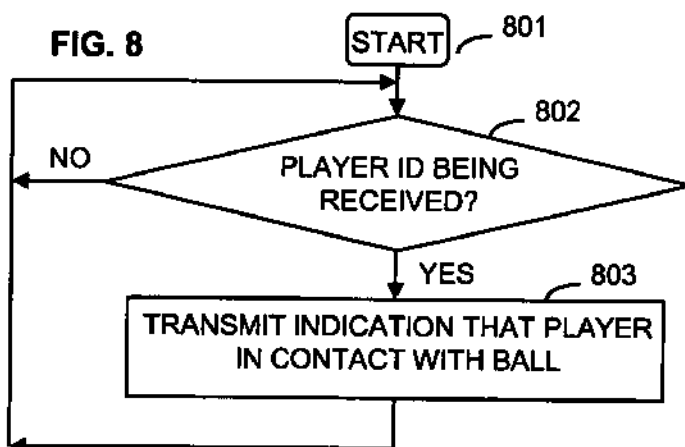 FIG. 8
START
801
802
PLAYER ID BEING
RECEIVED?
NO
YES
803
TRANSMIT INDICATION THAT PLAYER
IN CONTACT WITH BALL